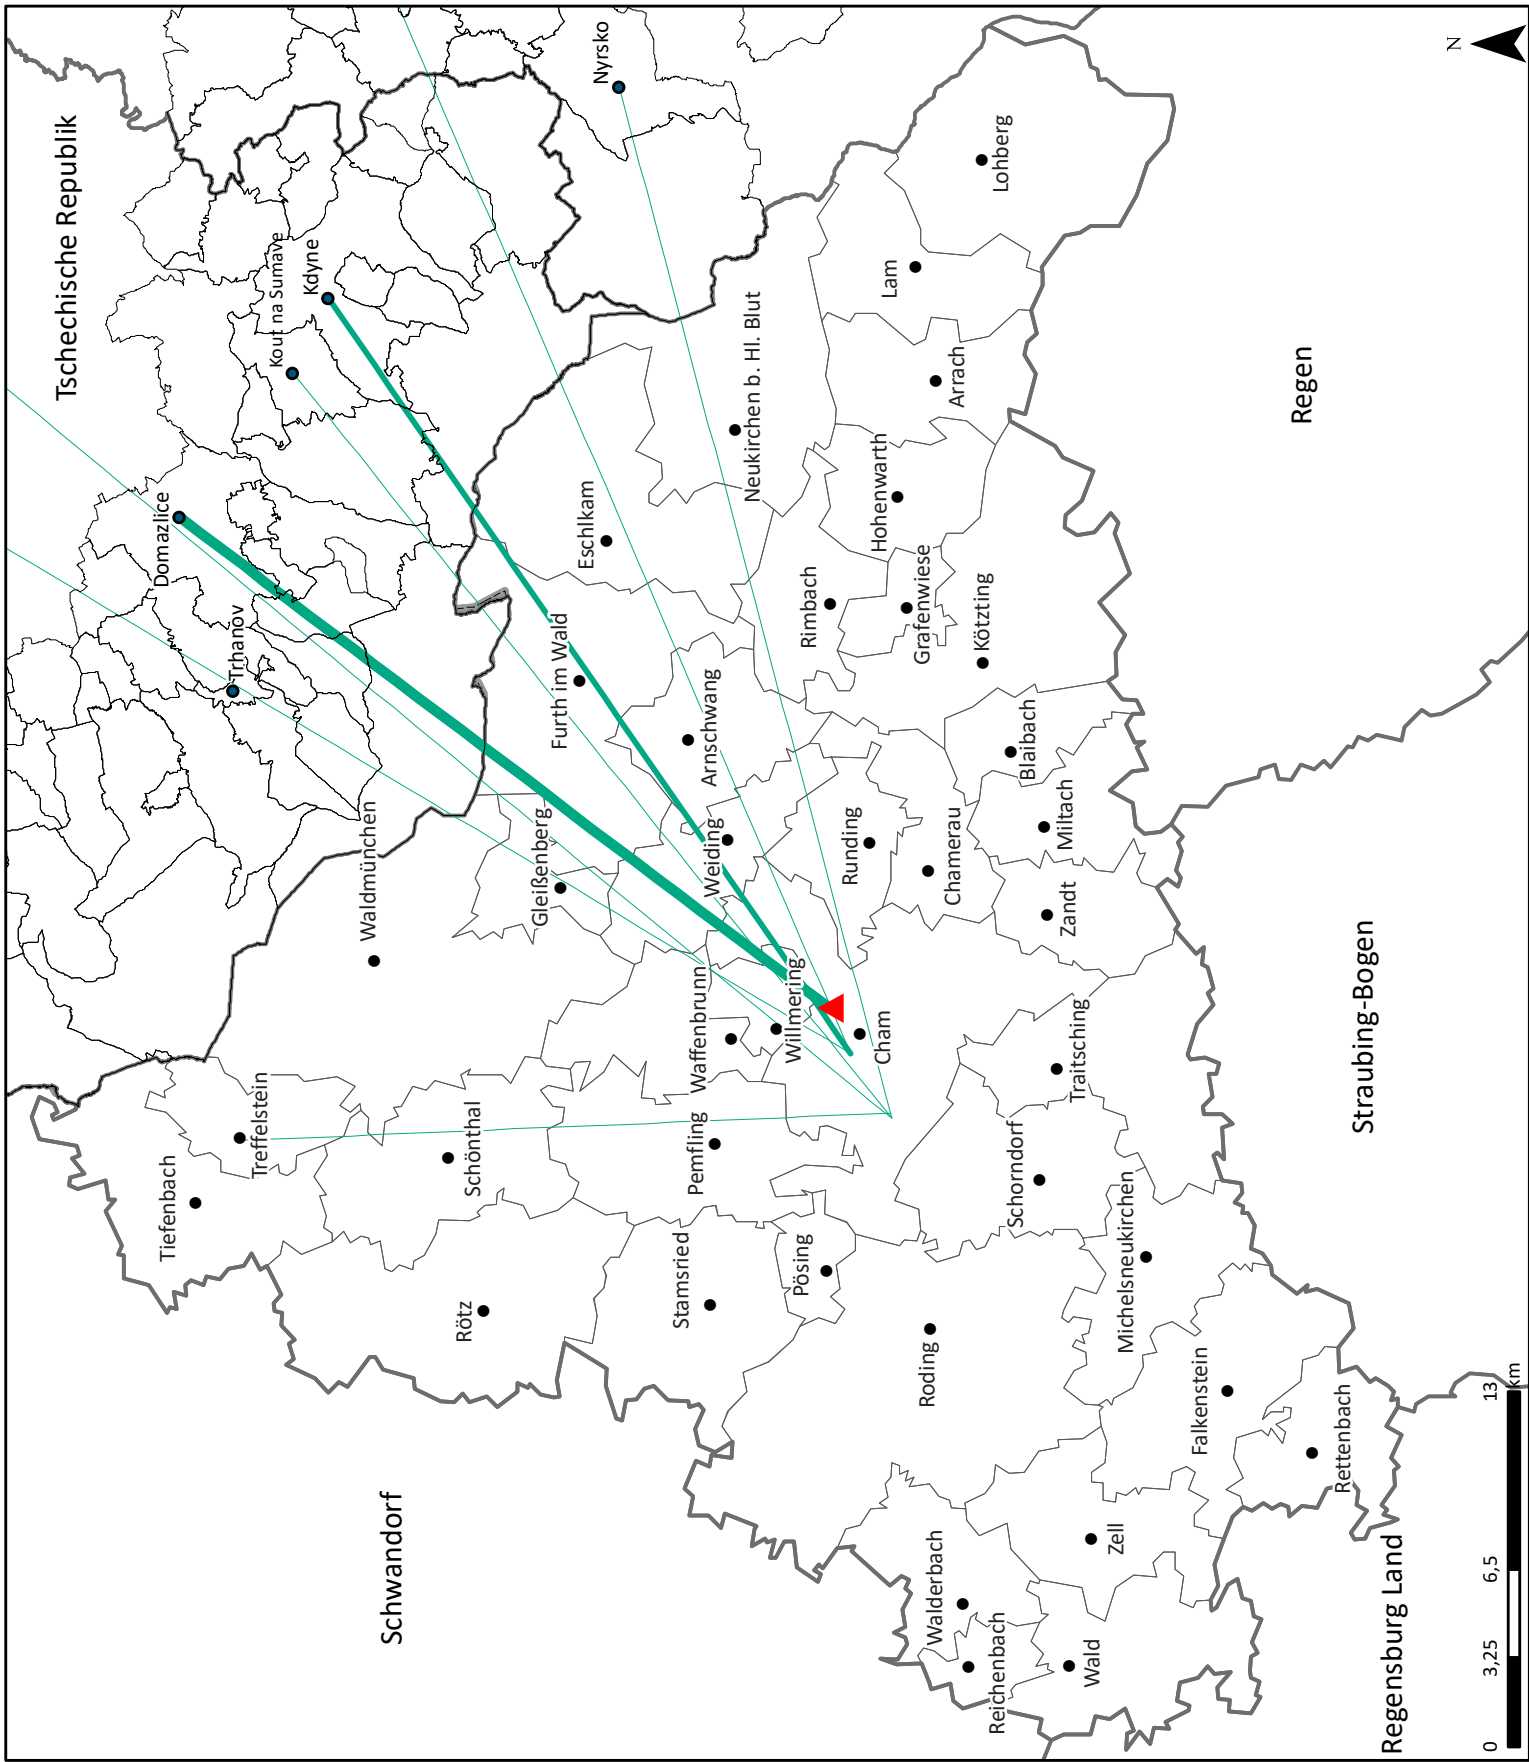 Tschechische Republik
Schwandorf
Regen
Straubing-Bogen
Regensburg Land
Tiefenbach
Treffelstein
Waldmünchen
Trhanov
Domazlice
Kout na Sumave
Kdyne
Nyrsko
Rötz
Schönthal
Gleißenberg
Furth im Wald
Eschlkam
Neukirchen b. Hl. Blut
Stamsried
Pemfling
Waffenbrunn
Willmering
Weiding
Arnschwang
Rimbach
Hohenwarth
Grafenwiese
Lam
Arrach
Lohberg
Pösing
Cham
Runding
Chamerau
Kötzting
Blaibach
Miltach
Zandt
Roding
Schorndorf
Traitsching
Michelsneukirchen
Falkenstein
Rettenbach
Walderbach
Reichenbach
Wald
Zell
N
0 3,25 6,5 13
km